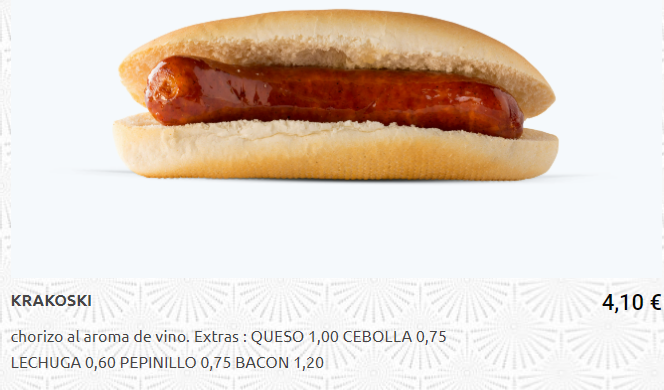 KRAKOSKI 4,10 €
chorizo al aroma de vino. Extras : QUESO 1,00 CEBOLLA 0,75
LECHUGA 0,60 PEPINILLO 0,75 BACON 1,20